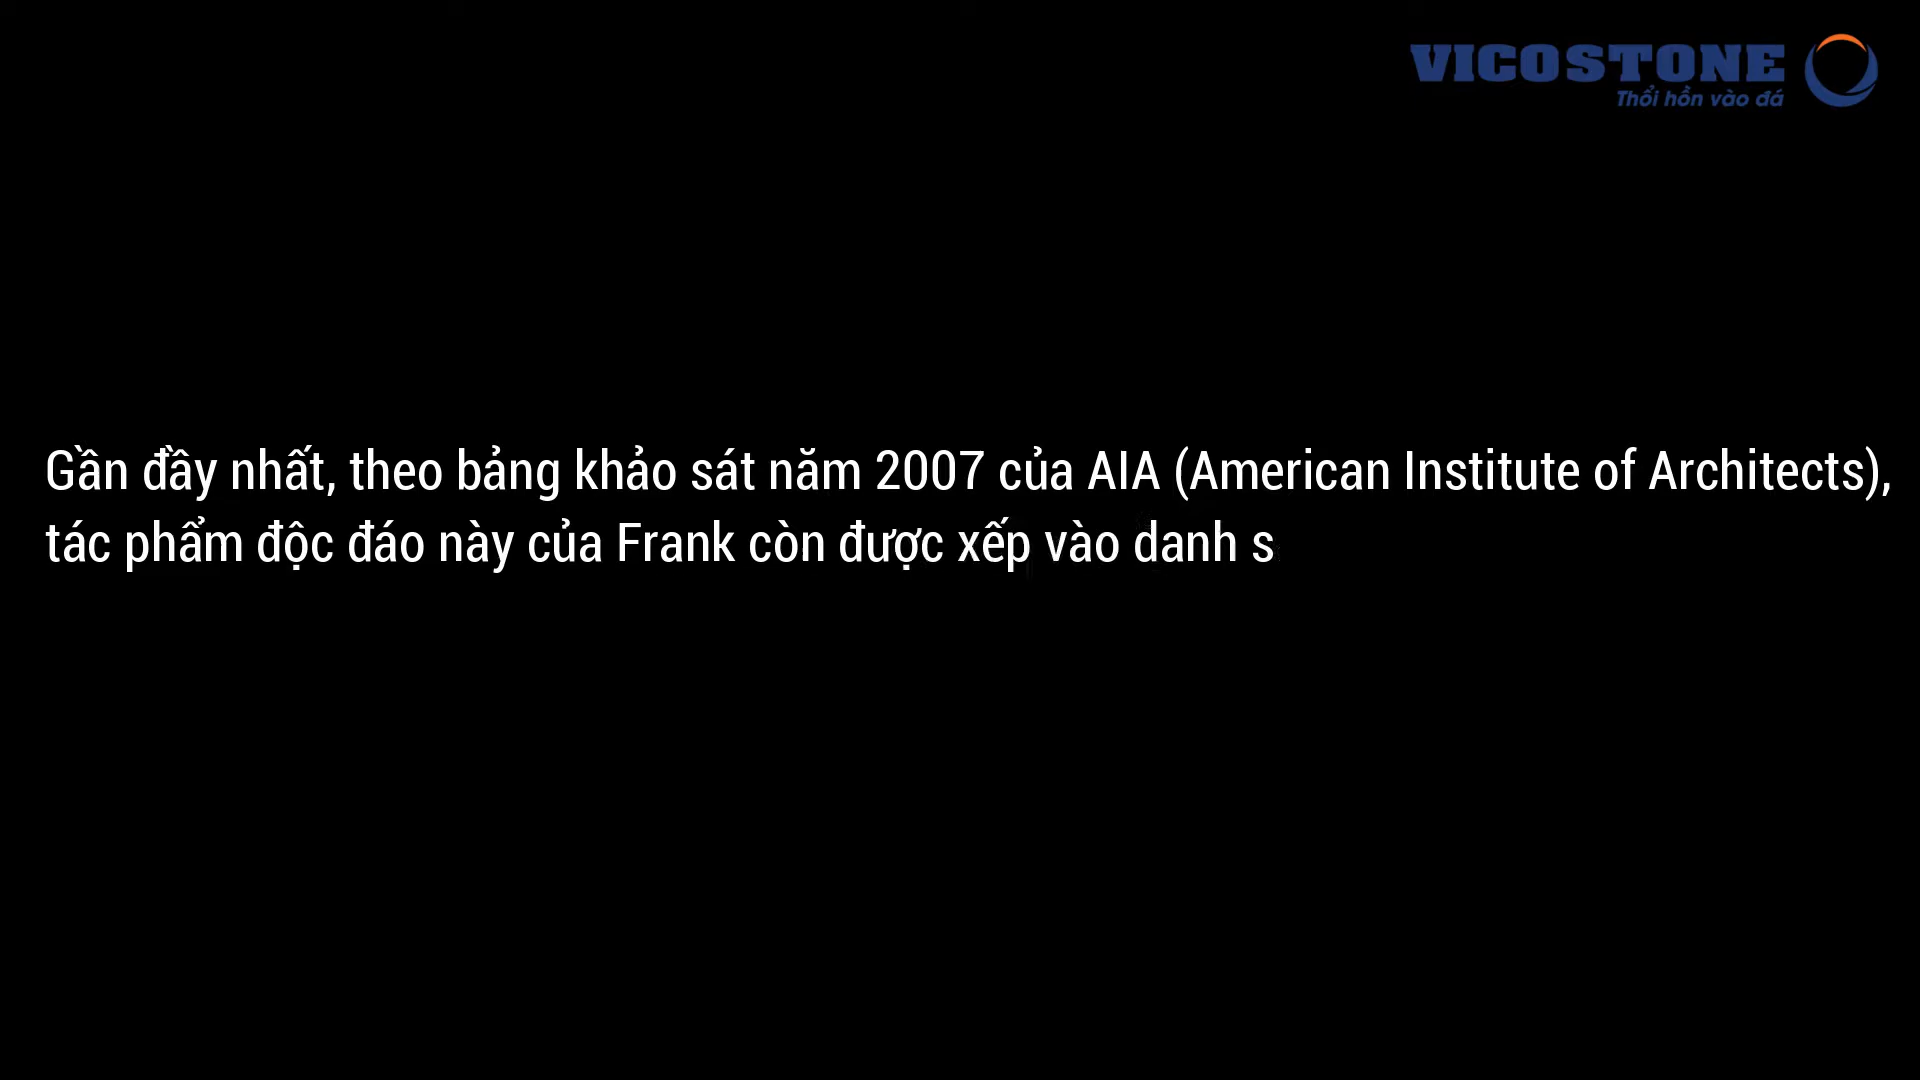 VICOSTONE
Thổi hồn vào đá
Gần đầy nhất, theo bảng khảo sát năm 2007 của AIA (American Institute of Architects),
tác phẩm độc đáo này của Frank còn được xếp vào danh s